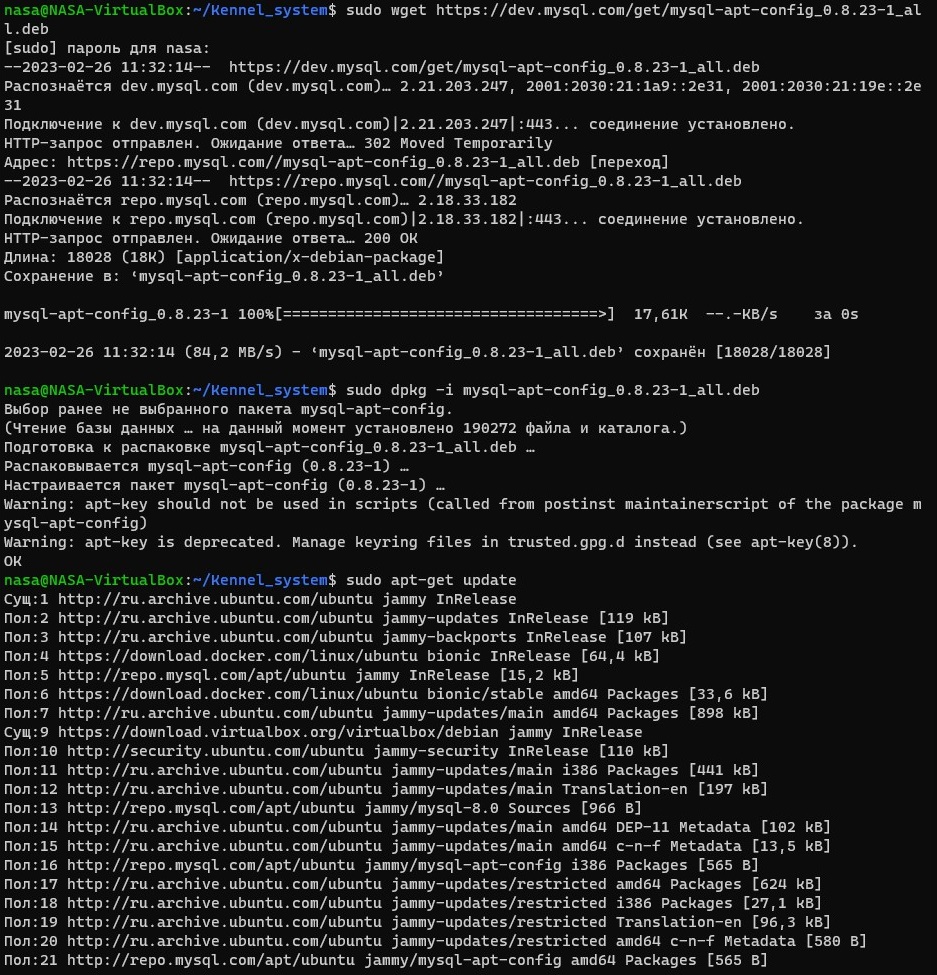 nasa@NASA-VirtualBox:~/Kennel_system$ sudo wget https://dev.mysql.com/get/mysql-apt-config_0.8.23-1_al
l.deb
[sudo] пароль для nasa:
--2023-02-26 11:32:14--  https://dev.mysql.com/get/mysql-apt-config_0.8.23-1_all.deb
Распознаётся dev.mysql.com (dev.mysql.com)… 2.21.203.247, 2001:2030:21:1a9::2e31, 2001:2030:21:19e::2e
31
Подключение к dev.mysql.com (dev.mysql.com)|2.21.203.247|:443... соединение установлено.
HTTP-запрос отправлен. Ожидание ответа… 302 Moved Temporarily
Адрес: https://repo.mysql.com//mysql-apt-config_0.8.23-1_all.deb [переход]
--2023-02-26 11:32:14--  https://repo.mysql.com//mysql-apt-config_0.8.23-1_all.deb
Распознаётся repo.mysql.com (repo.mysql.com)… 2.18.33.182
Подключение к repo.mysql.com (repo.mysql.com)|2.18.33.182|:443... соединение установлено.
HTTP-запрос отправлен. Ожидание ответа… 200 OK
Длина: 18028 (18K) [application/x-debian-package]
Сохранение в: ‘mysql-apt-config_0.8.23-1_all.deb’
mysql-apt-config_0.8.23-1 100%[===================================>]  17,61K  --.-KB/s    за 0s
2023-02-26 11:32:14 (84,2 MB/s) - ‘mysql-apt-config_0.8.23-1_all.deb’ сохранён [18028/18028]
nasa@NASA-VirtualBox:~/Kennel_system$ sudo dpkg -i mysql-apt-config_0.8.23-1_all.deb
Выбор ранее не выбранного пакета mysql-apt-config.
(Чтение базы данных … на данный момент установлено 190272 файла и каталога.)
Подготовка к распаковке mysql-apt-config_0.8.23-1_all.deb …
Распаковывается mysql-apt-config (0.8.23-1) …
Настраивается пакет mysql-apt-config (0.8.23-1) …
Warning: apt-key should not be used in scripts (called from postinst maintainerscript of the package m
ysql-apt-config)
Warning: apt-key is deprecated. Manage keyring files in trusted.gpg.d instead (see apt-key(8)).
OK
nasa@NASA-VirtualBox:~/Kennel_system$ sudo apt-get update
Сущ:1 http://ru.archive.ubuntu.com/ubuntu jammy InRelease
Пол:2 http://ru.archive.ubuntu.com/ubuntu jammy-updates InRelease [119 kB]
Пол:3 http://ru.archive.ubuntu.com/ubuntu jammy-backports InRelease [107 kB]
Пол:4 https://download.docker.com/linux/ubuntu bionic InRelease [64,4 kB]
Пол:5 http://repo.mysql.com/apt/ubuntu jammy InRelease [15,2 kB]
Пол:6 https://download.docker.com/linux/ubuntu bionic/stable amd64 Packages [33,6 kB]
Пол:7 http://ru.archive.ubuntu.com/ubuntu jammy-updates/main amd64 Packages [898 kB]
Сущ:9 https://download.virtualbox.org/virtualbox/debian jammy InRelease
Пол:10 http://security.ubuntu.com/ubuntu jammy-security InRelease [110 kB]
Пол:11 http://ru.archive.ubuntu.com/ubuntu jammy-updates/main i386 Packages [441 kB]
Пол:12 http://ru.archive.ubuntu.com/ubuntu jammy-updates/main Translation-en [197 kB]
Пол:13 http://repo.mysql.com/apt/ubuntu jammy/mysql-8.0 Sources [966 B]
Пол:14 http://ru.archive.ubuntu.com/ubuntu jammy-updates/main amd64 DEP-11 Metadata [102 kB]
Пол:15 http://ru.archive.ubuntu.com/ubuntu jammy-updates/main amd64 c-n-f Metadata [13,5 kB]
Пол:16 http://repo.mysql.com/apt/ubuntu jammy/mysql-apt-config i386 Packages [565 B]
Пол:17 http://ru.archive.ubuntu.com/ubuntu jammy-updates/restricted amd64 Packages [624 kB]
Пол:18 http://ru.archive.ubuntu.com/ubuntu jammy-updates/restricted i386 Packages [27,1 kB]
Пол:19 http://ru.archive.ubuntu.com/ubuntu jammy-updates/restricted Translation-en [96,3 kB]
Пол:20 http://ru.archive.ubuntu.com/ubuntu jammy-updates/restricted amd64 c-n-f Metadata [580 B]
Пол:21 http://repo.mysql.com/apt/ubuntu jammy/mysql-apt-config amd64 Packages [565 B]